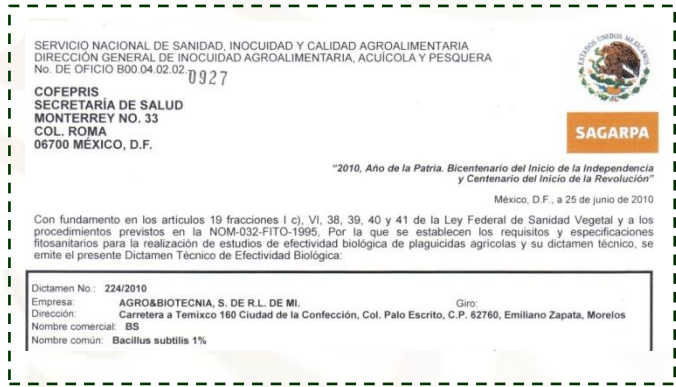 SERVICIO NACIONAL DE SANIDAD, INOCUIDAD Y CALIDAD AGROALIMENTARIA
DIRECCIÓN GENERAL DE INOCUIDAD AGROALIMENTARIA, ACUÍCOLA Y PESQUERA
No. DE OFICIO B00.04.02.02. 0927
ESTADOS UNIDOS MEXICANOS
COFEPRIS
SECRETARÍA DE SALUD
MONTERREY NO. 33
COL. ROMA
06700 MÉXICO, D.F.
SAGARPA
"2010, Año de la Patria. Bicentenario del Inicio de la Independencia
y Centenario del Inicio de la Revolución"
México, D.F., a 25 de junio de 2010
Con fundamento en los artículos 19 fracciones I c), VI, 38, 39, 40 y 41 de la Ley Federal de Sanidad Vegetal y a los
procedimientos previstos en la NOM-032-FITO-1995, Por la que se establecen los requisitos y especificaciones
fitosanitarios para la realización de estudios de efectividad biológica de plaguicidas agrícolas y su dictamen técnico, se
emite el presente Dictamen Técnico de Efectividad Biológica:
Dictamen No.: 224/2010
Empresa: AGRO&BIOTECNIA, S. DE R.L. DE MI. Giro:
Dirección: Carretera a Temixco 160 Ciudad de la Confección, Col. Palo Escrito, C.P. 62760, Emiliano Zapata, Morelos
Nombre comercial: BS
Nombre común: Bacillus subtilis 1%